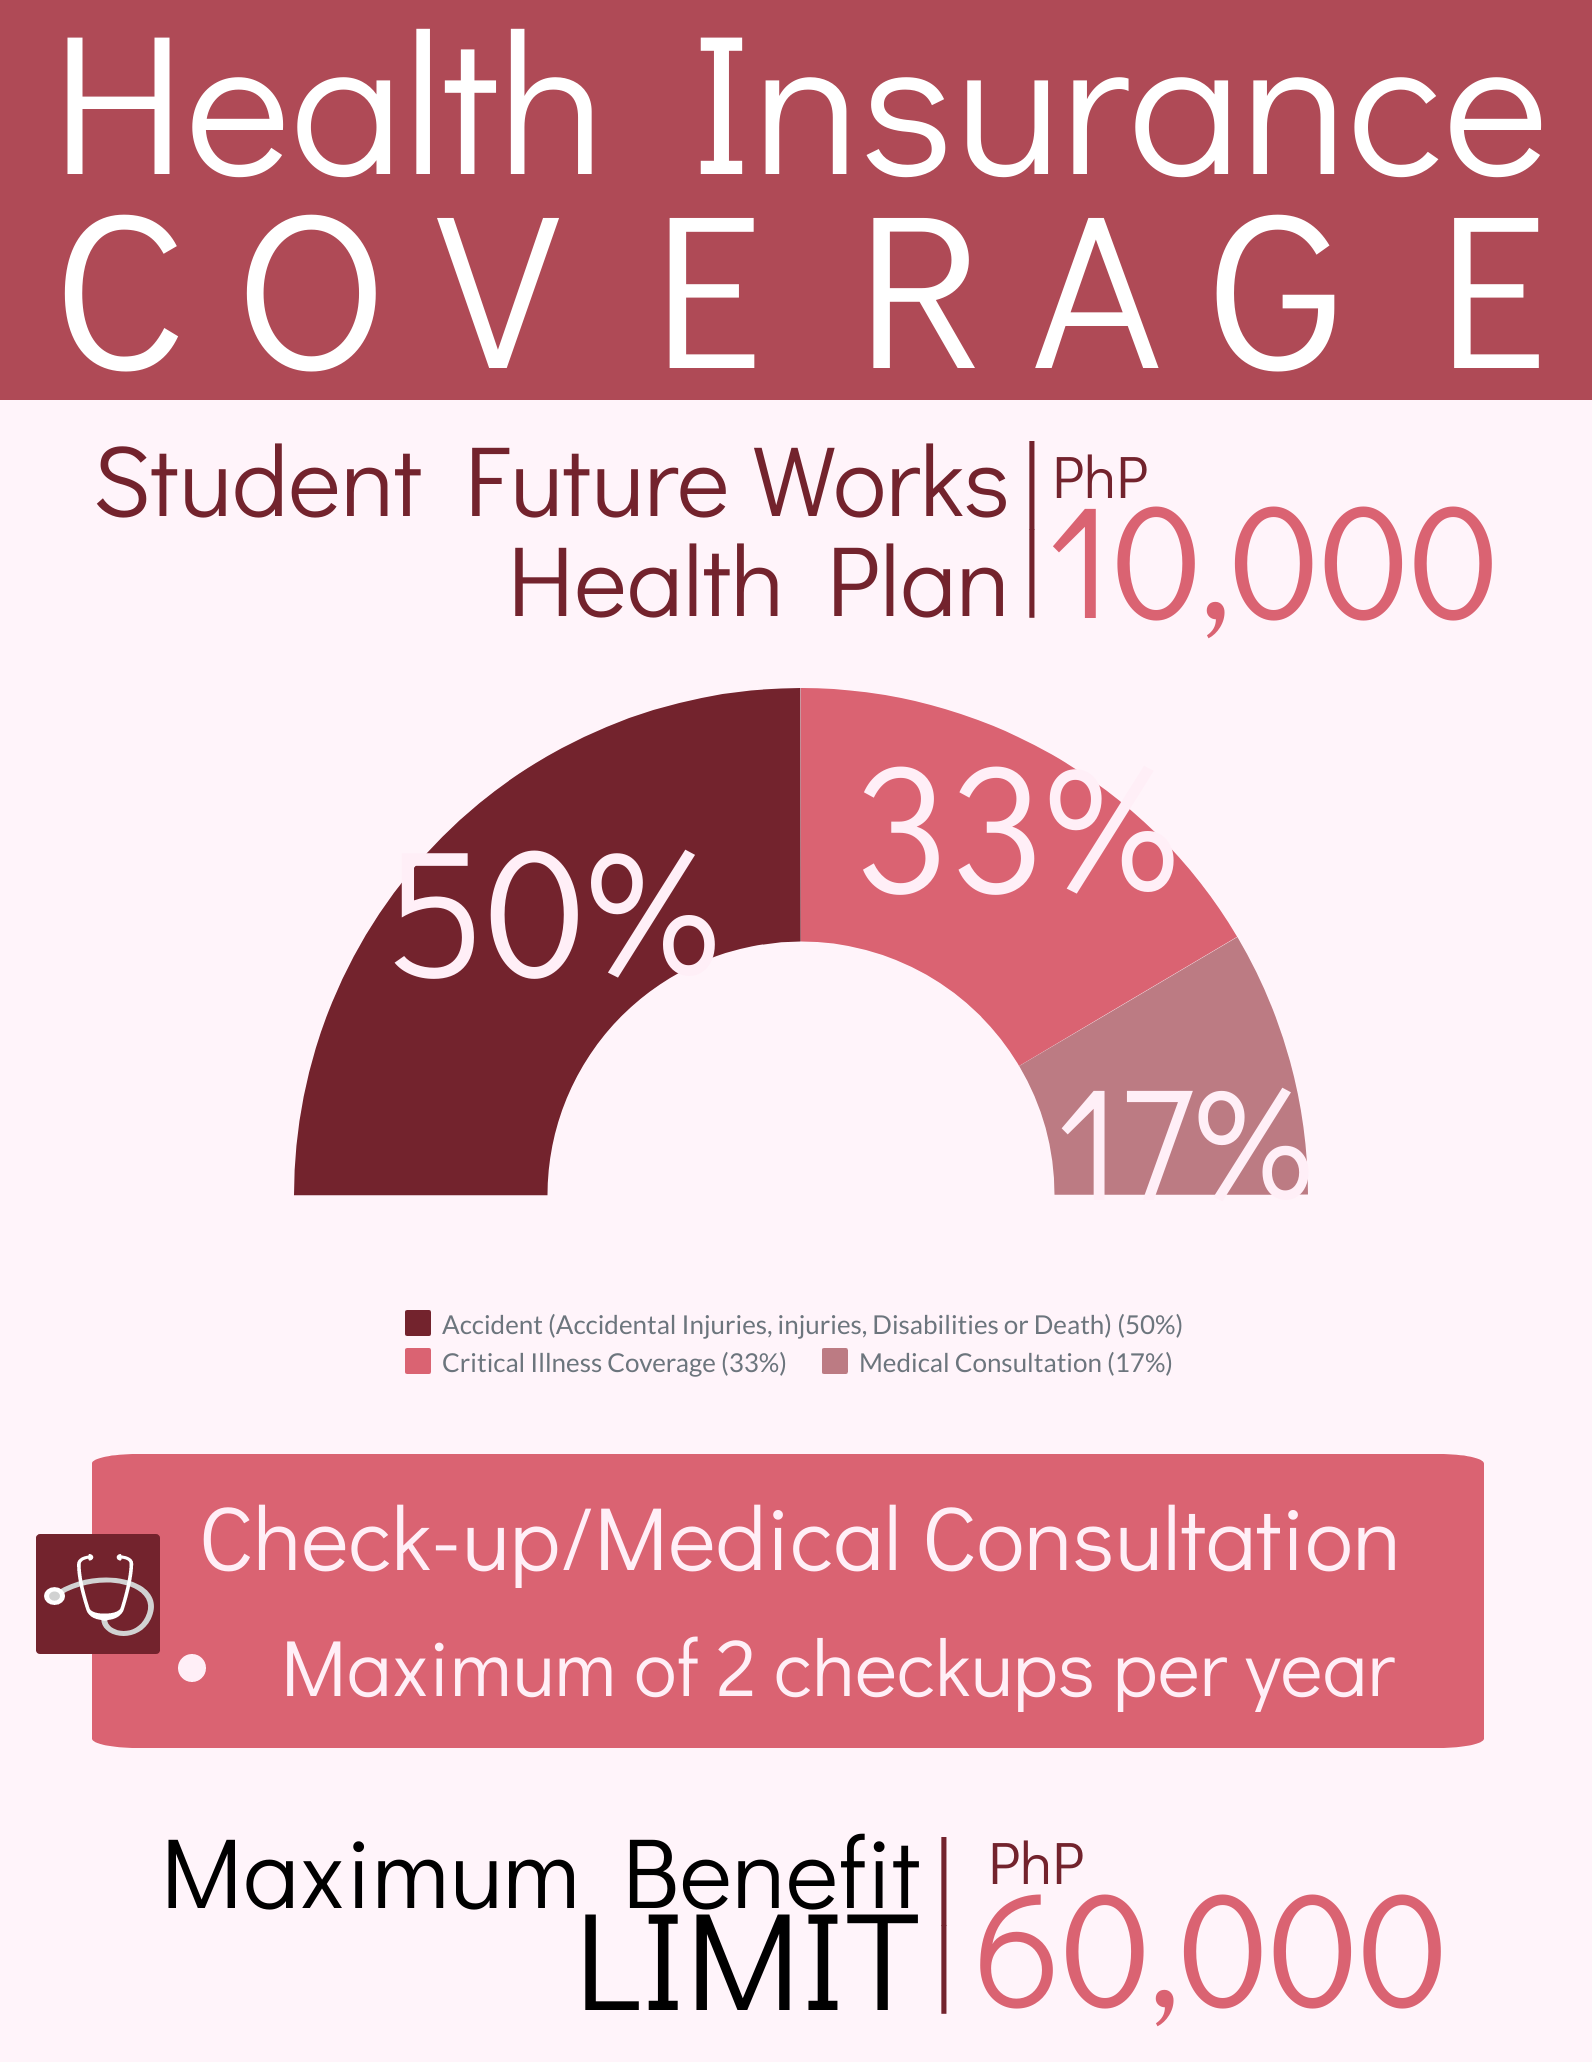 Health Insurance
COVERAGE
Student Future Works
Health Plan
PhP
10,000
50%
33%
17%
Accident (Accidental Injuries, injuries, Disabilities or Death) (50%)
Critical Illness Coverage (33%) Medical Consultation (17%)
Check-up/Medical Consultation
• Maximum of 2 checkups per year
Maximum Benefit
LIMIT
PhP
60,000